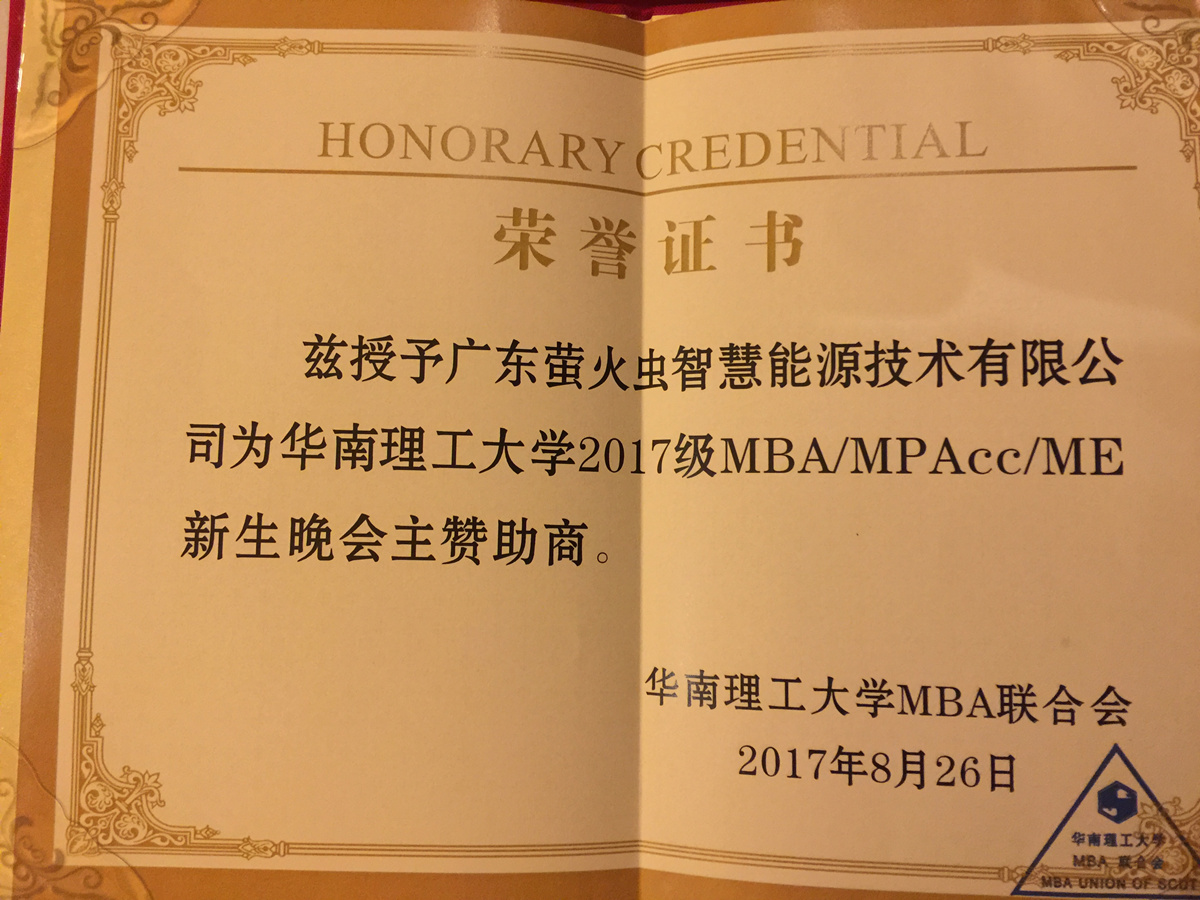 HONORARY CREDENTIAL
荣誉证书
兹授予广东萤火虫智慧能源技术有限公
司为华南理工大学2017级MBA/MPAcc/ME
新生晚会主赞助商。
华南理工大学MBA联合会
2017年8月26日
华南理工大学
MBA 联合会
MBA UNION OF SCUT